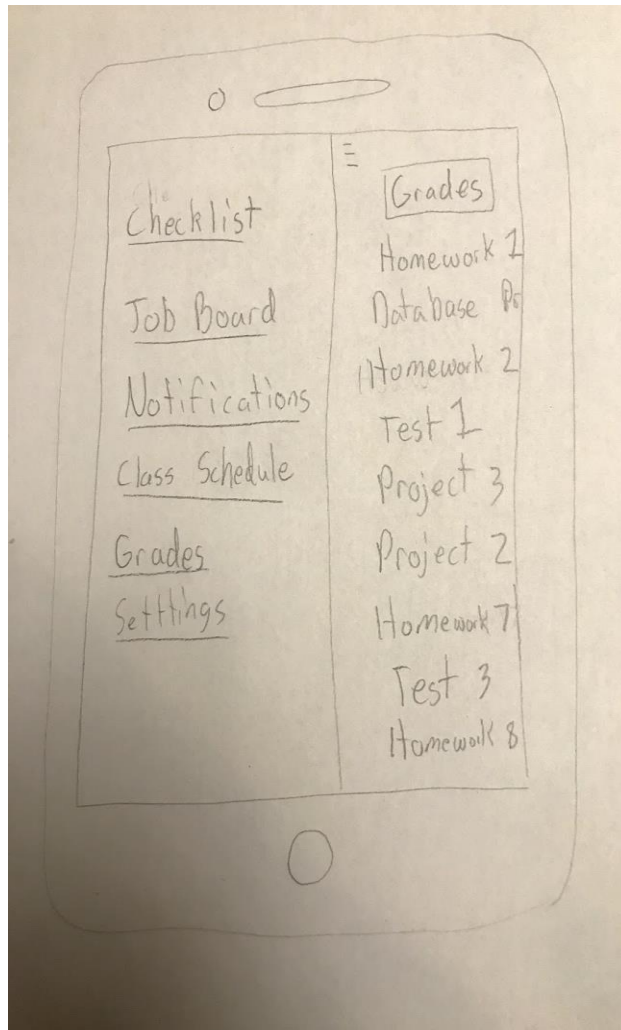 Checklist
Job Board
Notifications
Class Schedule
Grades
Setttings
Grades
Homework 1
Database
Homework 2
Test 1
Project 3
Project 2
Homework 7
Test 3
Homework 8